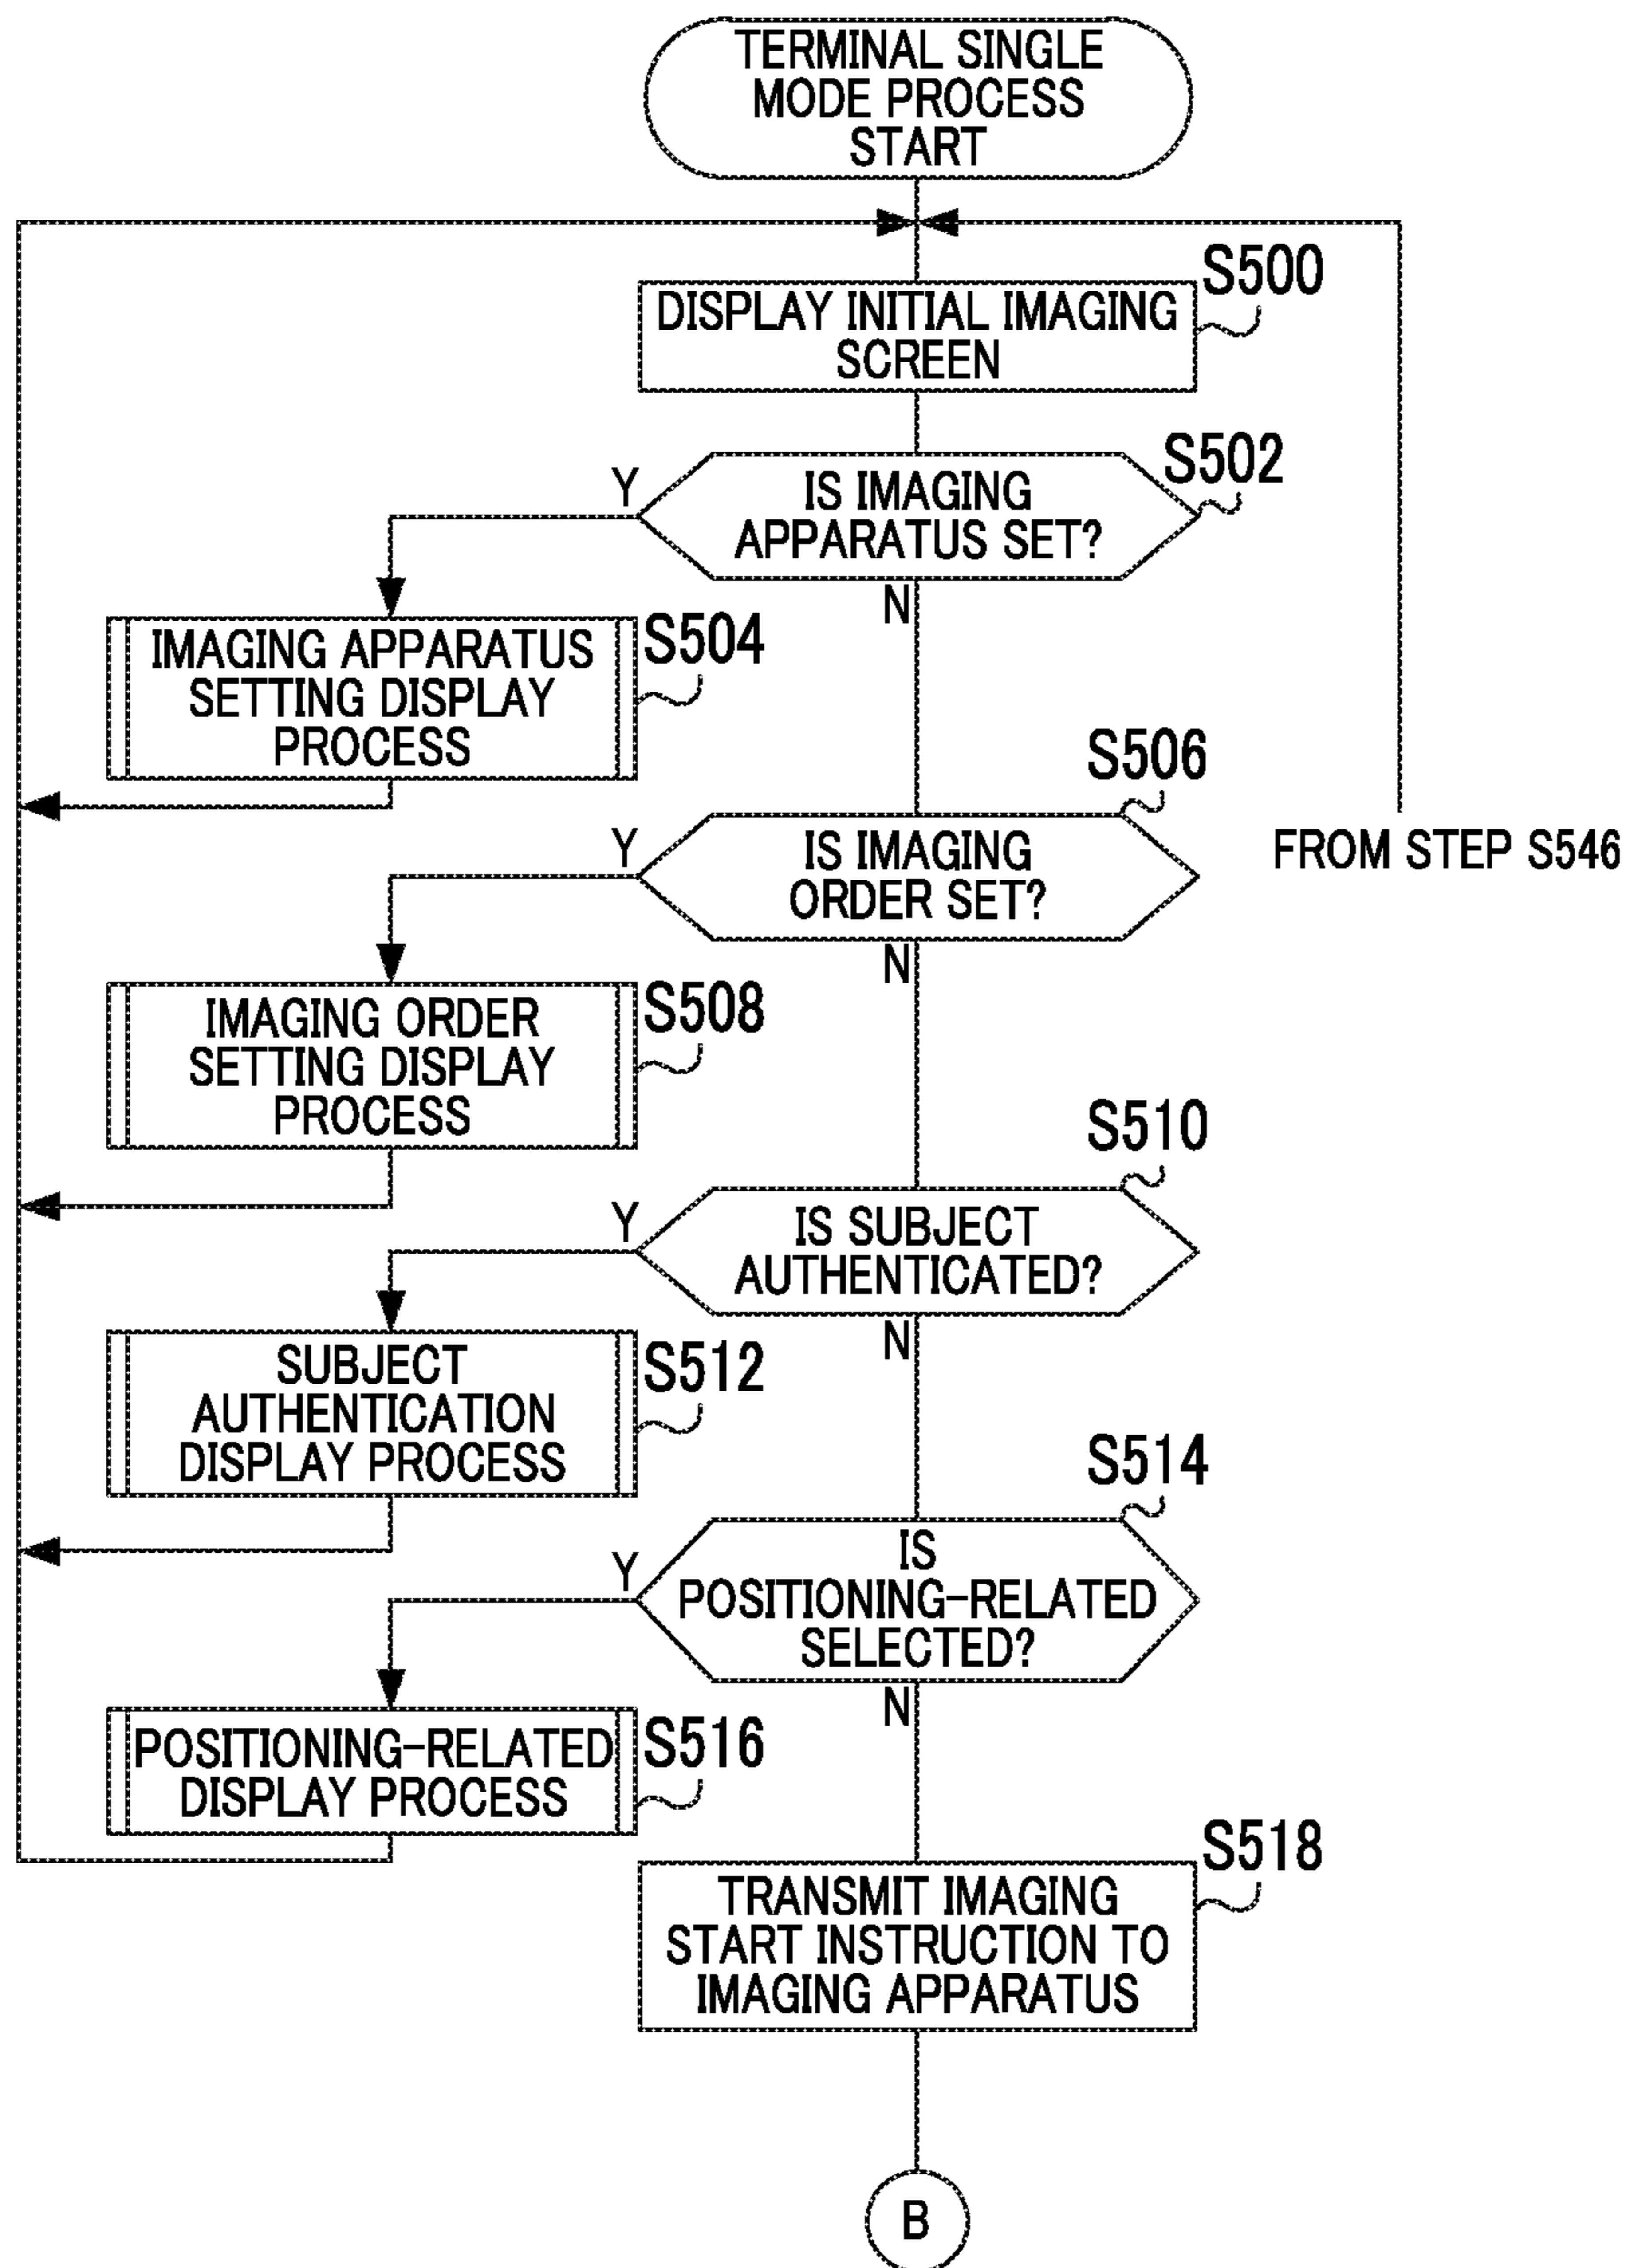 TERMINAL SINGLE
MODE PROCESS
START
S500
DISPLAY INITIAL IMAGING
SCREEN
S502
Y
IS IMAGING
APPARATUS SET?
N
S504
IMAGING APPARATUS
SETTING DISPLAY
PROCESS
S506
Y
IS IMAGING
ORDER SET?
FROM STEP S546
N
S508
IMAGING ORDER
SETTING DISPLAY
PROCESS
S510
Y
IS SUBJECT
AUTHENTICATED?
N
S512
SUBJECT
AUTHENTICATION
DISPLAY PROCESS
S514
Y
IS
POSITIONING-RELATED
SELECTED?
N
S516
POSITIONING-RELATED
DISPLAY PROCESS
S518
TRANSMIT IMAGING
START INSTRUCTION TO
IMAGING APPARATUS
B